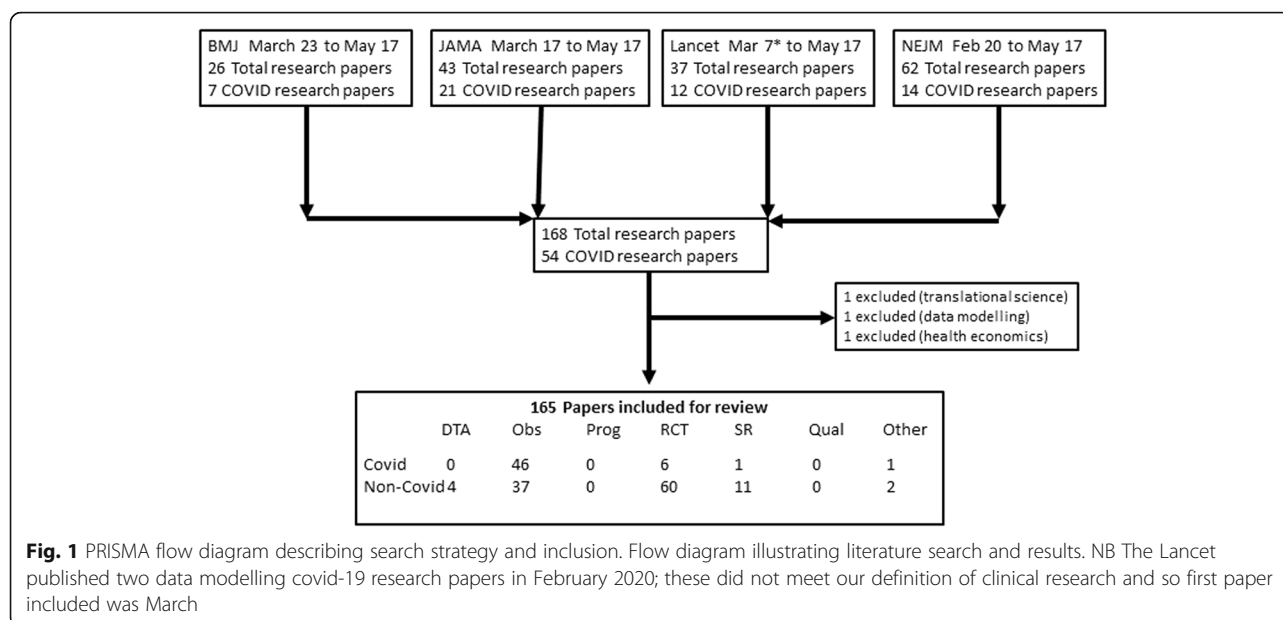 BMJ March 23 to May 17
26 Total research papers
7 COVID research papers
JAMA March 17 to May 17
43 Total research papers
21 COVID research papers
Lancet Mar 7* to May 17
37 Total research papers
12 COVID research papers
NEJM Feb 20 to May 17
62 Total research papers
14 COVID research papers
168 Total research papers
54 COVID research papers
1 excluded (translational science)
1 excluded (data modelling)
1 excluded (health economics)
165 Papers included for review
DTA Obs Prog RCT SR Qual Other
Covid 0 46 0 6 1 0 1
Non-Covid 4 37 0 60 11 0 2
Fig. 1 PRISMA flow diagram describing search strategy and inclusion. Flow diagram illustrating literature search and results. NB The Lancet
published two data modelling covid-19 research papers in February 2020; these did not meet our definition of clinical research and so first paper
included was March